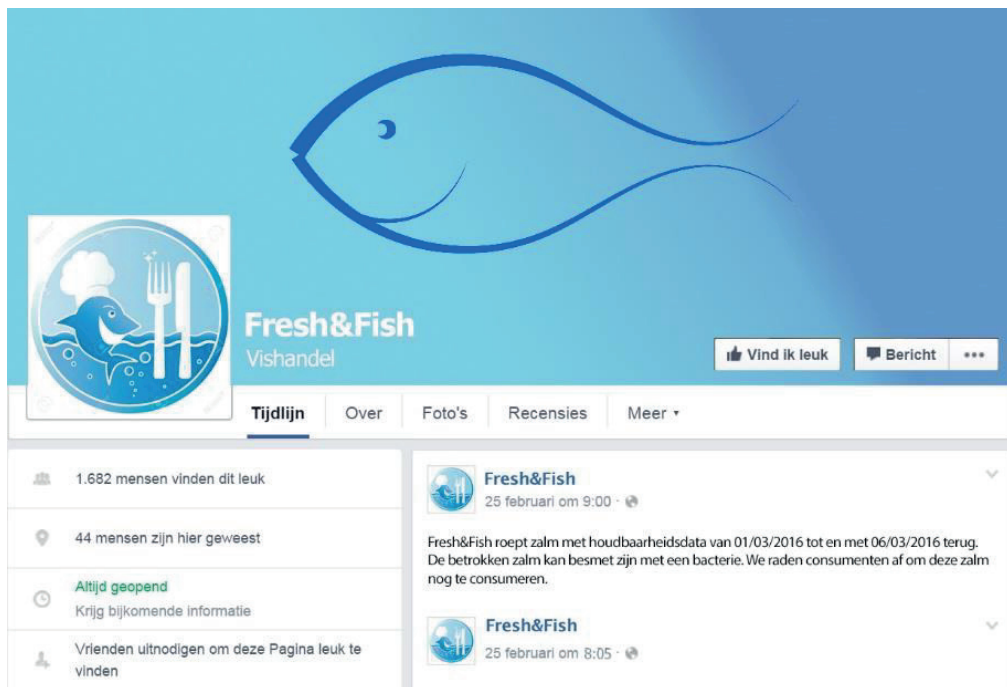 Fresh&Fish
Vishandel
Vind ik leuk
Bericht
Tijdlijn
Over
Foto's
Recensies
Meer
1.682 mensen vinden dit leuk
44 mensen zijn hier geweest
Altijd geopend
Krijg bijkomende informatie
Vrienden uitnodigen om deze Pagina leuk te
vinden
Fresh&Fish
25 februari om 9:00 ·
Fresh&Fish roept zalm met houdbaarheidsdata van 01/03/2016 tot en met 06/03/2016 terug.
De betrokken zalm kan besmet zijn met een bacterie. We raden consumenten af om deze zalm
nog te consumeren.
Fresh&Fish
25 februari om 8:05 ·